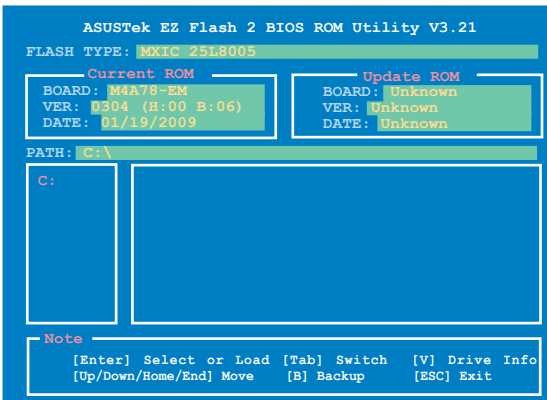 ASUSTek EZ Flash 2 BIOS ROM Utility V3.21
FLASH TYPE: MXIC 25L8005
Current ROM
BOARD: M4A78-EM
VER: 0304 (H:00 B:06)
DATE: 01/19/2009
Update ROM
BOARD: Unknown
VER: Unknown
DATE: Unknown
PATH: C:\
C:
Note
[Enter] Select or Load [Tab] Switch [V] Drive Info
[Up/Down/Home/End] Move [B] Backup [ESC] Exit